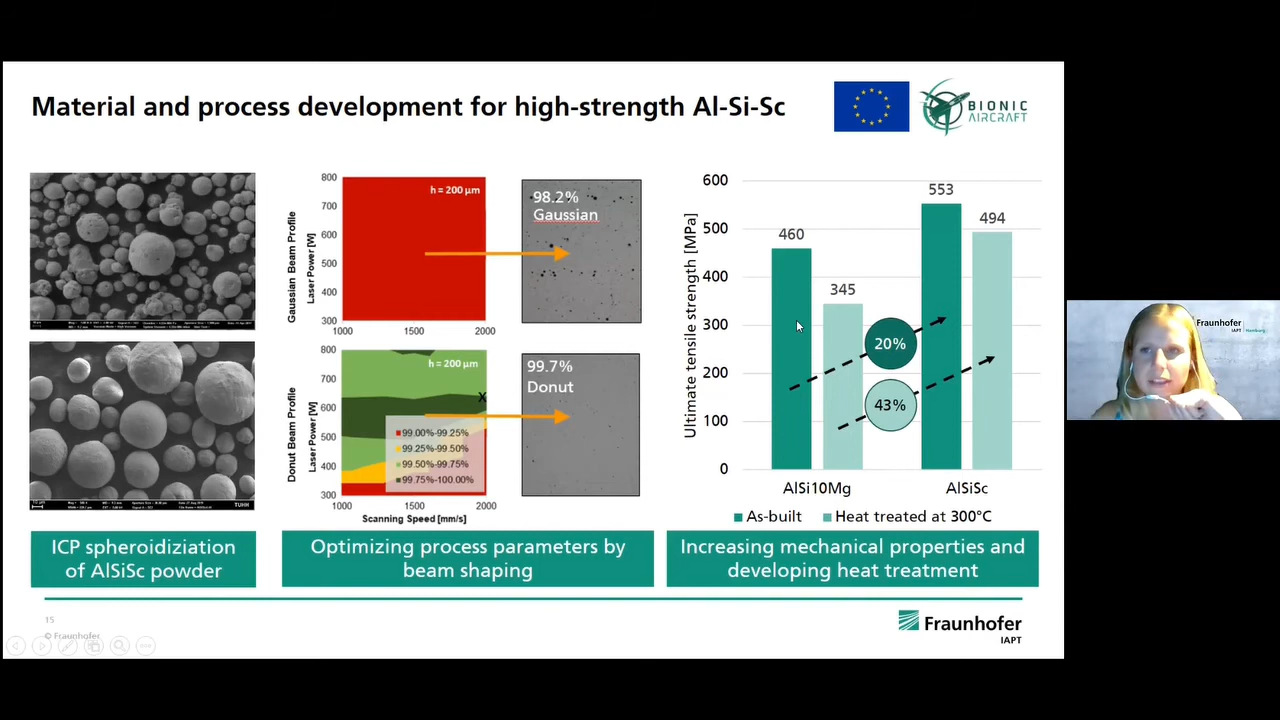 Material and process development for high-strength Al-Si-Sc
BIONIC
AIRCRAFT
TUHH
ICP spheroidiziation
of AlSiSc powder
Gaussian Beam Profile
Laser Power [W]
800
700
600
500
400
300
h = 200 µm
1000
1500
2000
98.2%
Gaussian
Donut Beam Profile
Laser Power [W]
800
700
600
500
400
300
h = 200 µm
X
99.00%-99.25%
99.25%-99.50%
99.50%-99.75%
99.75%-100.00%
1000
1500
2000
Scanning Speed [mm/s]
99.7%
Donut
Optimizing process parameters by
beam shaping
Ultimate tensile strength [MPa]
600
500
400
300
200
100
0
460
345
553
494
20%
43%
AlSi10Mg
AlSiSc
As-built
Heat treated at 300°C
Increasing mechanical properties and
developing heat treatment
15
© Fraunhofer
Fraunhofer
IAPT
Fraunhofer
IAPT Hamburg